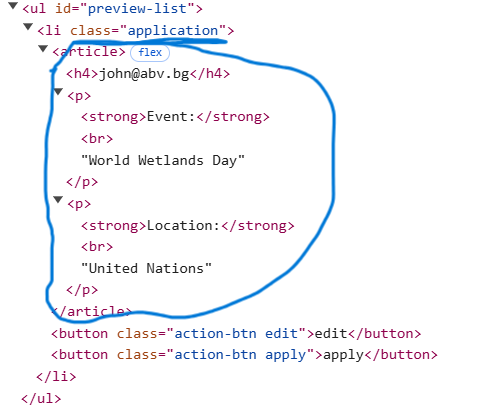 <ul id="preview-list">
<li class="application">
<article> flex
<h4>john@abv.bg</h4>
<p>
<strong>Event:</strong>
<br>
"World Wetlands Day"
</p>
<p>
<strong>Location:</strong>
<br>
"United Nations"
</p>
</article>
<button class="action-btn edit">edit</button>
<button class="action-btn apply">apply</button>
</li>
</ul>